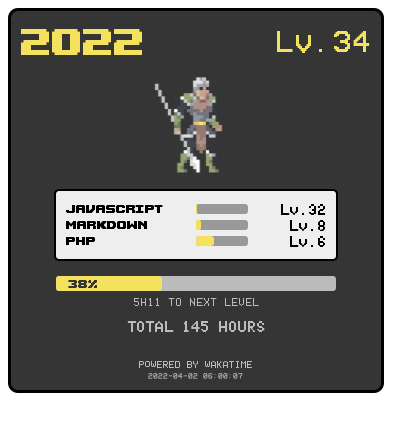 2022 Lv.34
JAVASCRIPT Lv.32
MARKDOWN Lv.8
PHP Lv.6
38%
5H11 TO NEXT LEVEL
TOTAL 145 HOURS
POWERED BY WAKATIME
2022-04-02 06:00:07